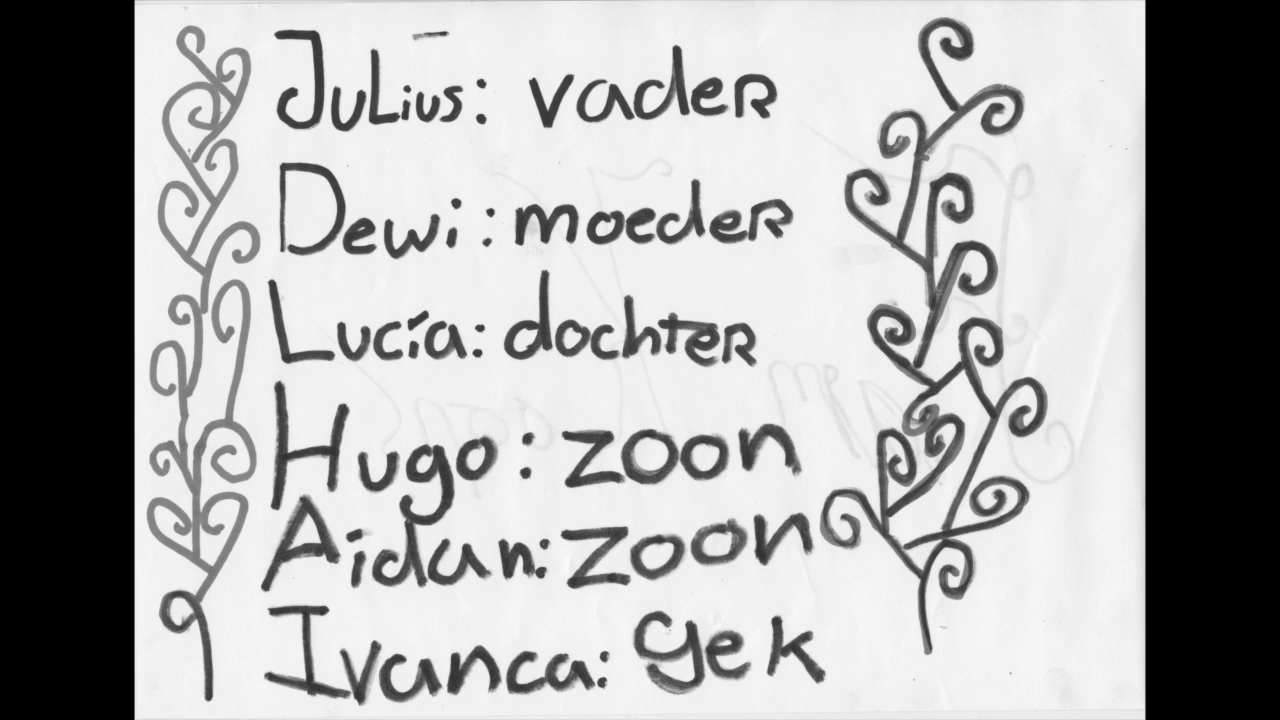 Julius: vader
Dewi: moeder
Lucía: dochter
Hugo: zoon
Aidan: zoon
Ivanca: gek